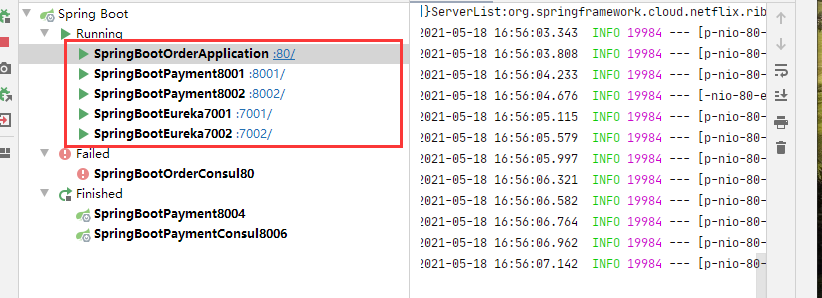 Spring Boot
Running
SpringBootOrderApplication :80/
SpringBootPayment8001 :8001/
SpringBootPayment8002 :8002/
SpringBootEureka7001 :7001/
SpringBootEureka7002 :7002/
Failed
SpringBootOrderConsul80
Finished
SpringBootPayment8004
SpringBootPaymentConsul8006
|}ServerList:org.springframework.cloud.netflix.rib
2021-05-18 16:56:03.343 INFO 19984 --- [p-nio-80-
2021-05-18 16:56:03.808 INFO 19984 --- [p-nio-80-
2021-05-18 16:56:04.233 INFO 19984 --- [p-nio-80-
2021-05-18 16:56:04.676 INFO 19984 --- [-nio-80-e
2021-05-18 16:56:05.115 INFO 19984 --- [p-nio-80-
2021-05-18 16:56:05.579 INFO 19984 --- [p-nio-80-
2021-05-18 16:56:05.997 INFO 19984 --- [p-nio-80-
2021-05-18 16:56:06.321 INFO 19984 --- [p-nio-80-
2021-05-18 16:56:06.582 INFO 19984 --- [p-nio-80-
2021-05-18 16:56:06.764 INFO 19984 --- [p-nio-80-
2021-05-18 16:56:06.962 INFO 19984 --- [p-nio-80-
2021-05-18 16:56:07.142 INFO 19984 --- [p-nio-80-